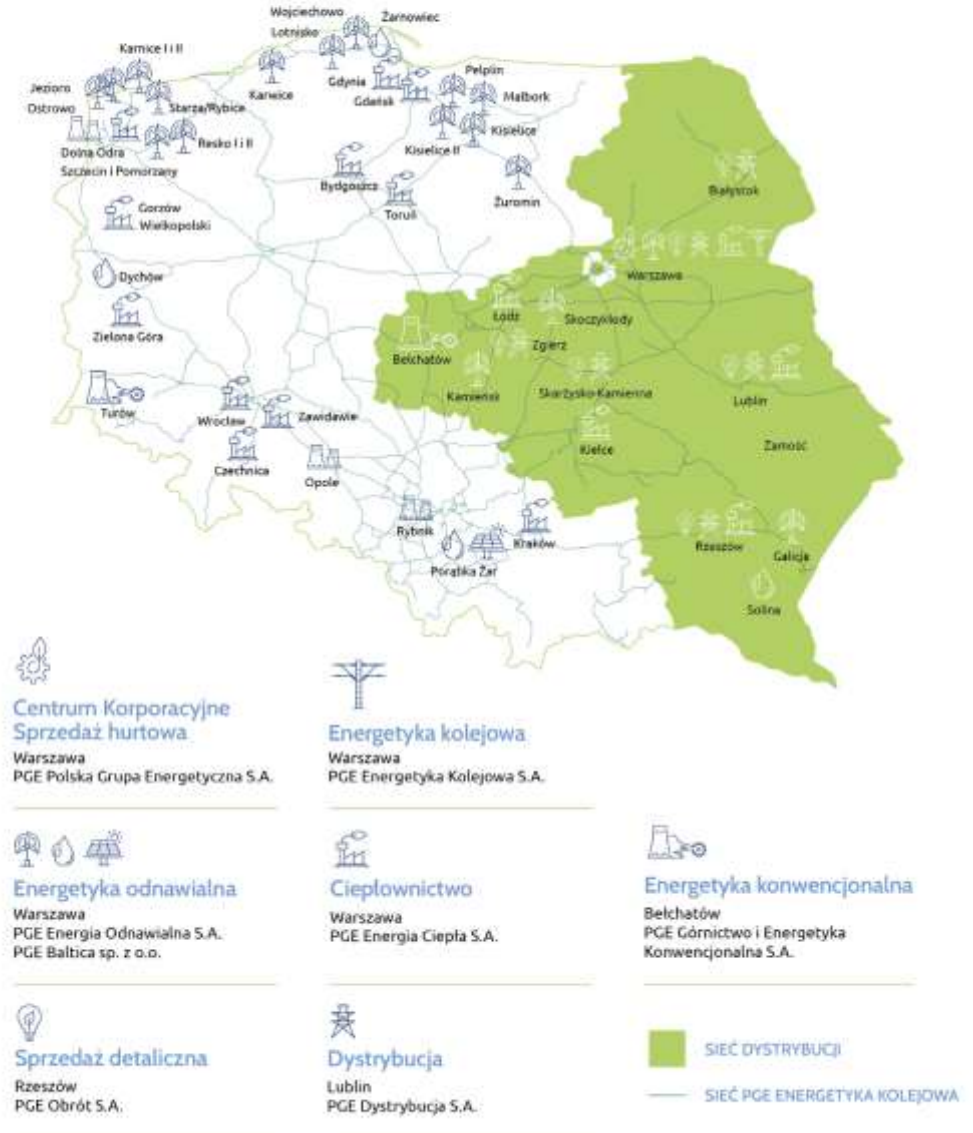 Wojciechowo
Żarnowiec
Lotnisko
Karnice I i II
Jezioro
Ostrowo
Starza/Rybice
Karwice
Gdynia
Gdańsk
Pelplin
Malbork
Kisielice
Kisielice II
Resko I i II
Dolna Odra
Szczecin i Pomorzany
Bydgoszcz
Toruń
Żuromin
Białystok
Gorzów
Wielkopolski
Dychów
Warszawa
Zielona Góra
Łódź
Skoczykłody
Zgierz
Bełchatów
Kamieńsk
Skarżysko-Kamienna
Lublin
Turów
Wrocław
Zawidawie
Czechnica
Opole
Kielce
Zamość
Rybnik
Kraków
Porąbka Żar
Rzeszów
Galicja
Solina
Centrum Korporacyjne
Sprzedaż hurtowa
Warszawa
PGE Polska Grupa Energetyczna S.A.
Energetyka kolejowa
Warszawa
PGE Energetyka Kolejowa S.A.
Energetyka odnawialna
Warszawa
PGE Energia Odnawialna S.A.
PGE Baltica sp. z o.o.
Ciepłownictwo
Warszawa
PGE Energia Ciepła S.A.
Energetyka konwencjonalna
Bełchatów
PGE Górnictwo i Energetyka
Konwencjonalna S.A.
Sprzedaż detaliczna
Rzeszów
PGE Obrót S.A.
Dystrybucja
Lublin
PGE Dystrybucja S.A.
SIEĆ DYSTRYBUCJI
SIEĆ PGE ENERGETYKA KOLEJOWA